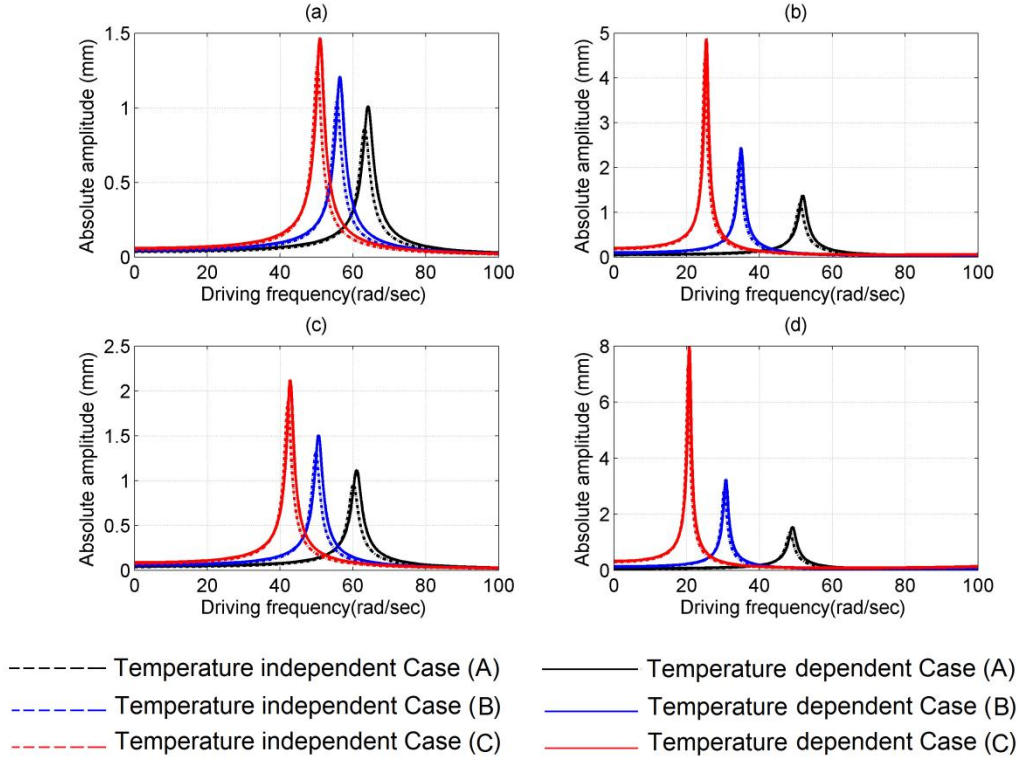 (a)
1.5
1
0.5
0
Absolute amplitude (mm)
0 20 40 60 80 100
Driving frequency(rad/sec)
(b)
5
4
3
2
1
0
Absolute amplitude (mm)
0 20 40 60 80 100
Driving frequency(rad/sec)
(c)
2.5
2
1.5
1
0.5
0
Absolute amplitude (mm)
0 20 40 60 80 100
Driving frequency(rad/sec)
(d)
8
6
4
2
0
Absolute amplitude (mm)
0 20 40 60 80 100
Driving frequency(rad/sec)
Temperature independent Case (A)
Temperature independent Case (B)
Temperature independent Case (C)
Temperature dependent Case (A)
Temperature dependent Case (B)
Temperature dependent Case (C)